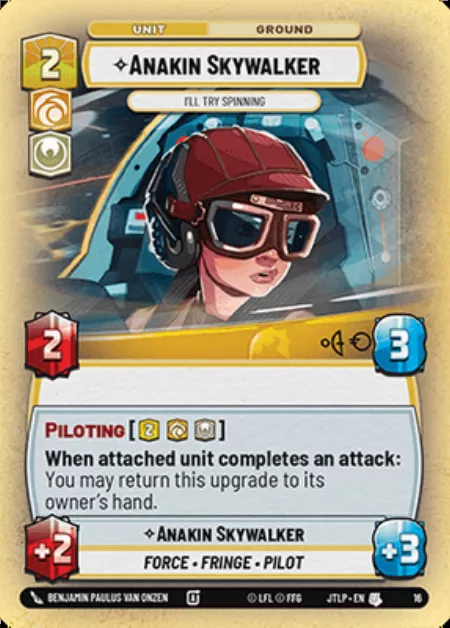 UNIT GROUND
2
ANAKIN SKYWALKER
I'LL TRY SPINNING
2
3
PILOTING [2]
When attached unit completes an attack:
You may return this upgrade to its
owner's hand.
+2
ANAKIN SKYWALKER
+3
FORCE • FRINGE • PILOT
BENJAMIN PAULUS VAN ONZEN © LFL © FFG JTLP • EN 16